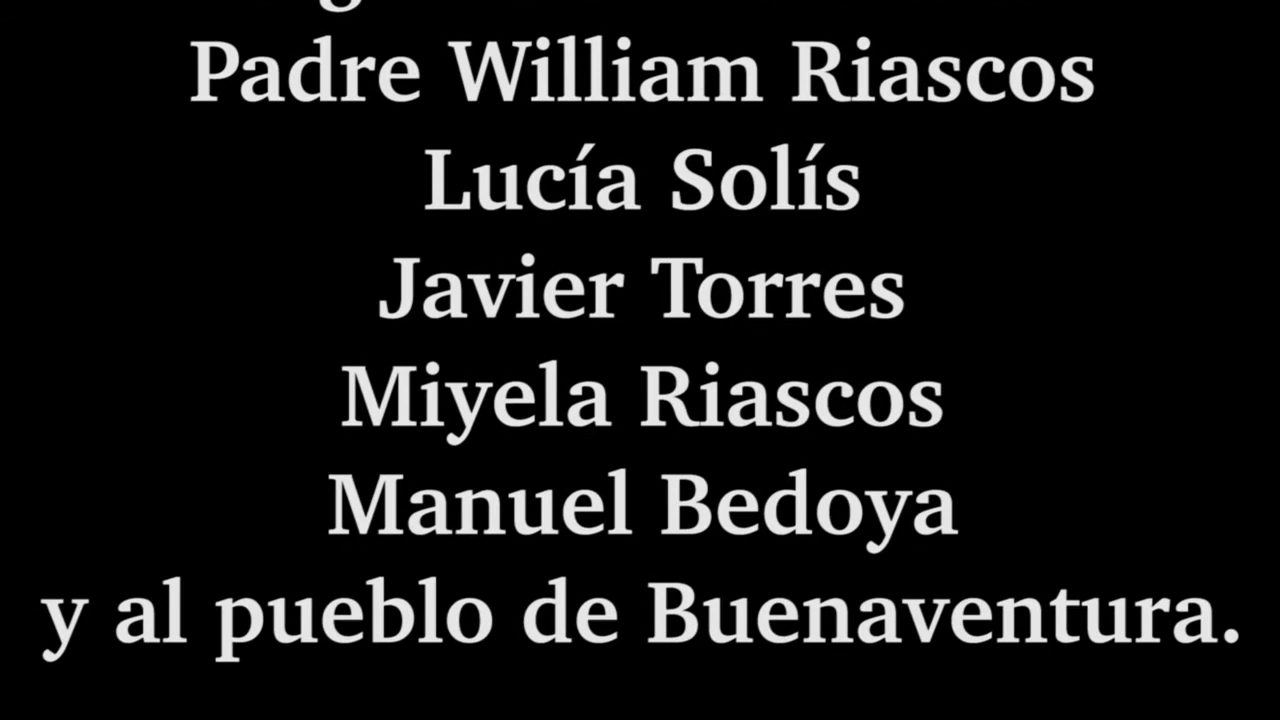 Padre William Riascos
Lucía Solís
Javier Torres
Miyela Riascos
Manuel Bedoya
y al pueblo de Buenaventura.